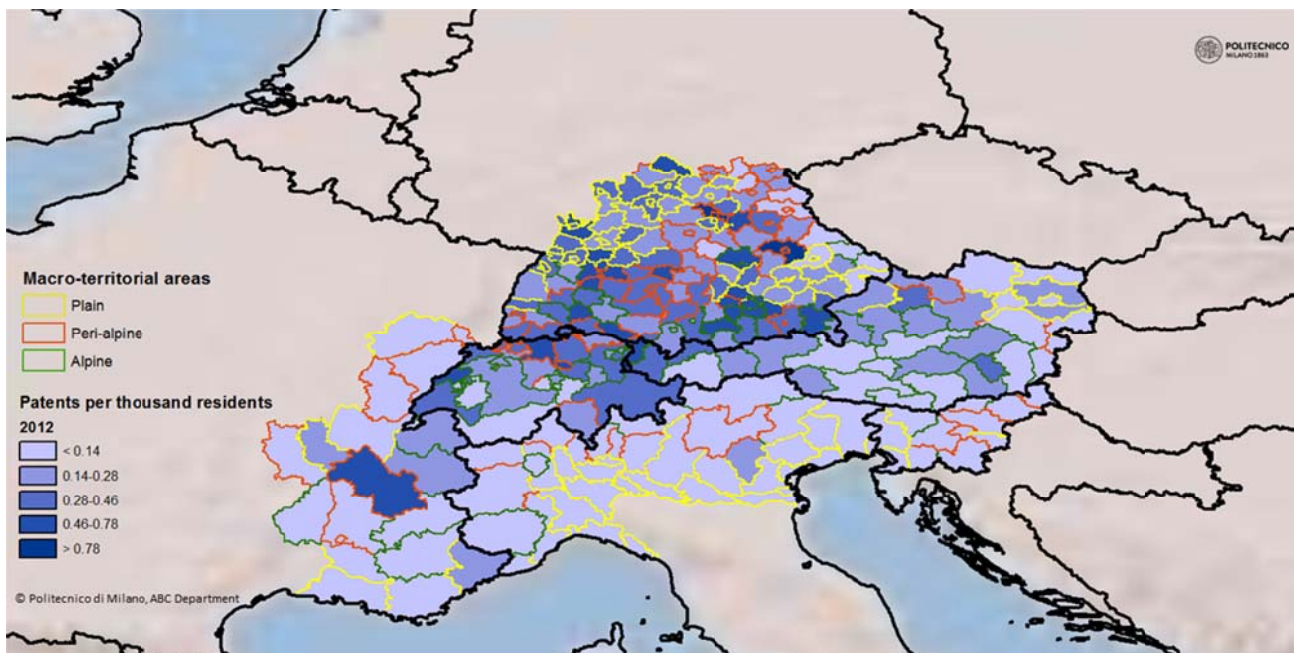 POLITECNICO
MILANO 1863
Macro-territorial areas
Plain
Peri-alpine
Alpine
Patents per thousand residents
2012
< 0.14
0.14-0.28
0.28-0.46
0.46-0.78
> 0.78
© Politecnico di Milano, ABC Department